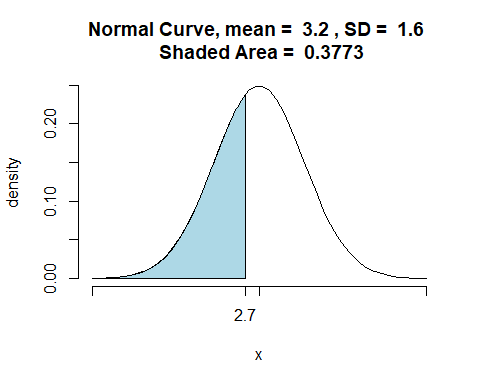 Normal Curve, mean =  3.2 , SD =  1.6
Shaded Area =  0.3773
density
0.20
0.10
0.00
2.7
x